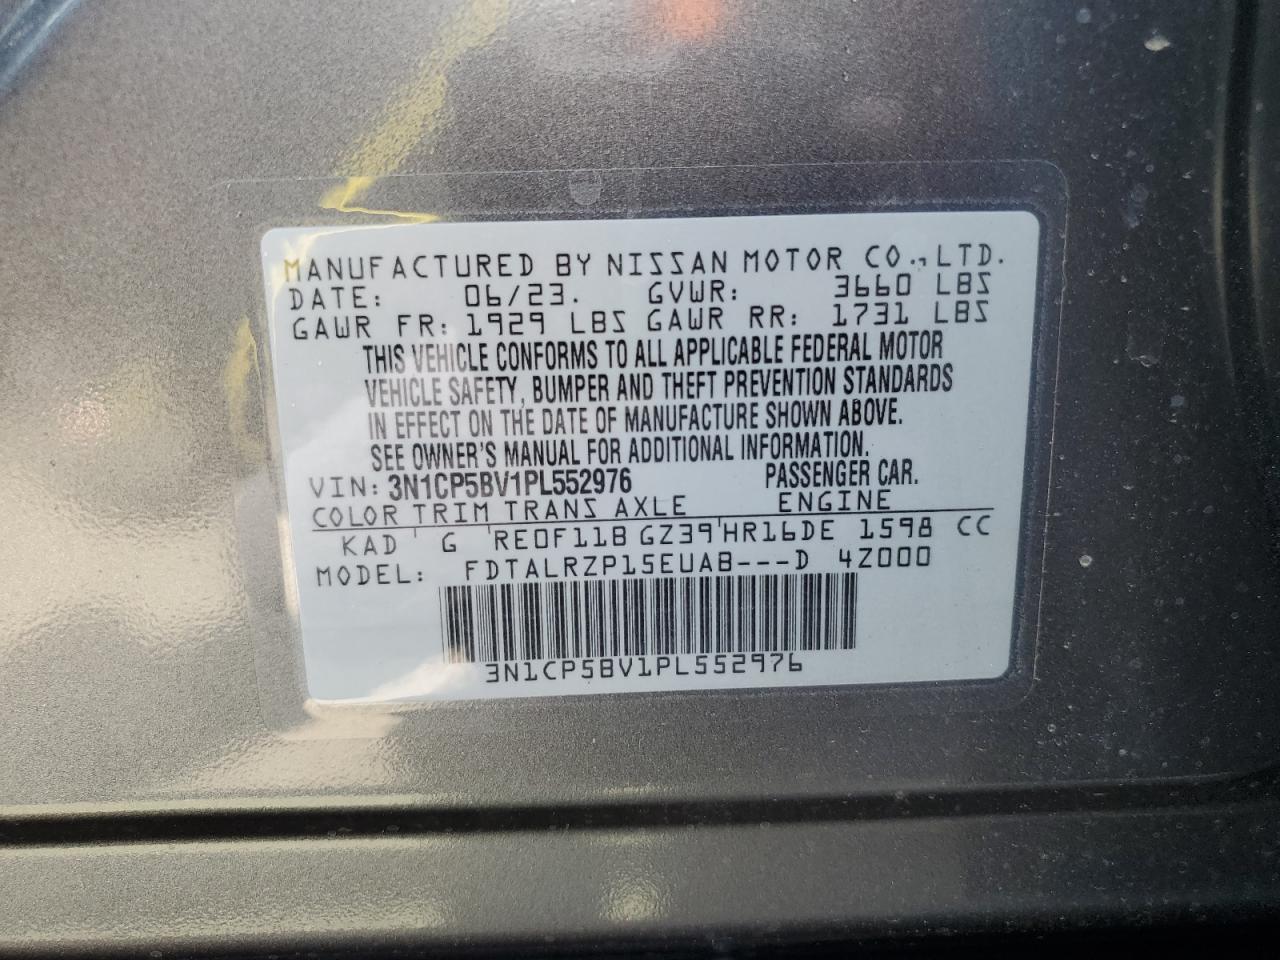 MANUFACTURED BY NISSAN MOTOR CO., LTD.
DATE: 06/23. GVWR: 3660 LBS
GAWR FR: 1929 LBS GAWR RR: 1731 LBS
THIS VEHICLE CONFORMS TO ALL APPLICABLE FEDERAL MOTOR
VEHICLE SAFETY, BUMPER AND THEFT PREVENTION STANDARDS
IN EFFECT ON THE DATE OF MANUFACTURE SHOWN ABOVE.
SEE OWNER'S MANUAL FOR ADDITIONAL INFORMATION.
VIN: 3N1CP5BV1PL552976 PASSENGER CAR.
COLOR TRIM TRANS AXLE ENGINE
KAD G RE0F11B GZ39 HR16DE 1598 CC
MODEL: FDTALRZP15EUAB---D 4Z000
3N1CP5BV1PL552976